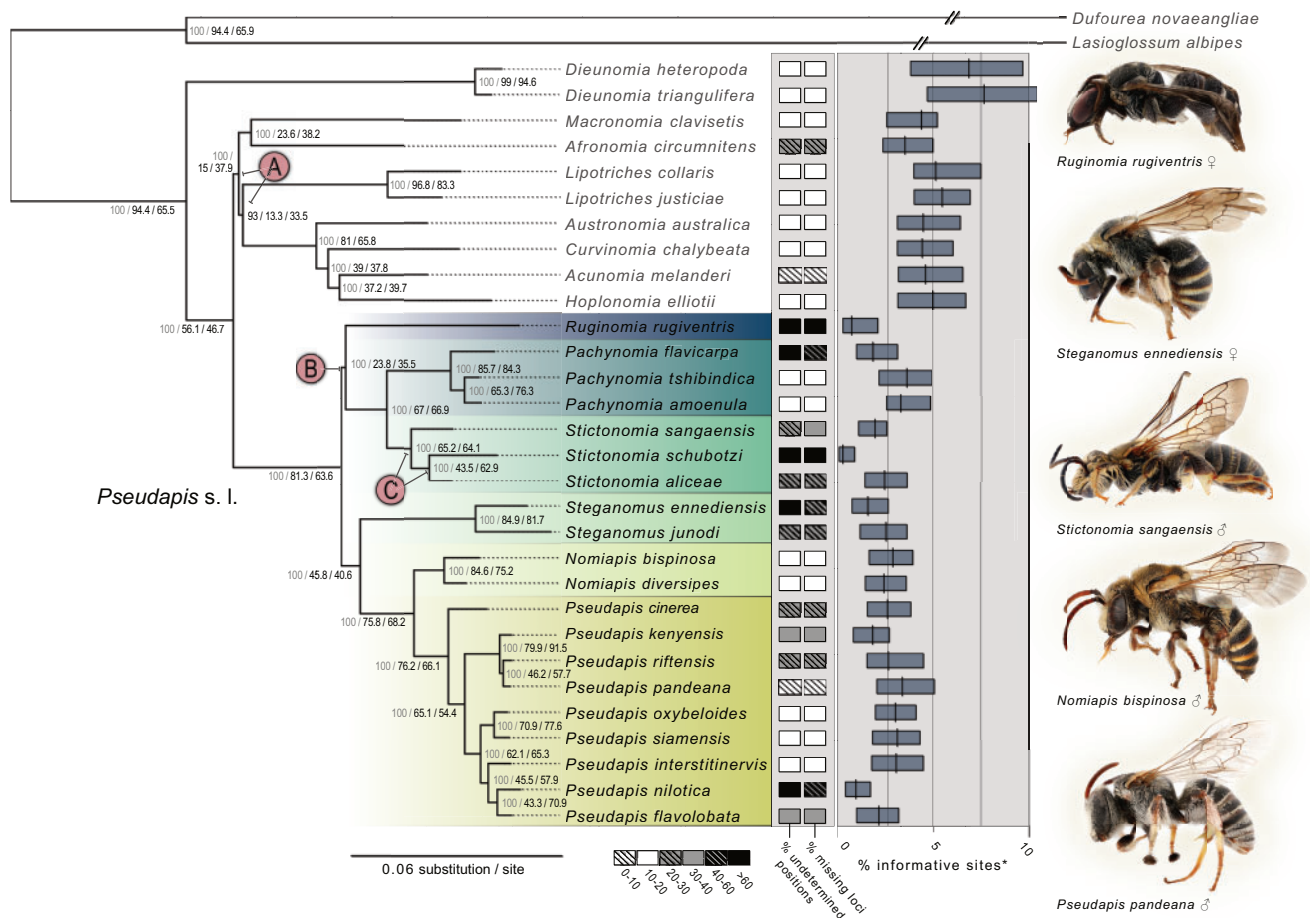 Dufourea novaeangliae
100 / 94.4 / 65.9
Lasioglossum albipes
Dieunomia heteropoda
100 / 99 / 94.6
Dieunomia triangulifera
Macronomia clavisetis
100 / 23.6 / 38.2
Afronomia circumnitens
100 /
15 / 37.9
A
Lipotriches collaris
100 / 96.8 / 83.3
Lipotriches justiciae
100 / 94.4 / 65.5
93 / 13.3 / 33.5
Austronomia australica
100 / 81 / 65.8
Curvinomia chalybeata
100 / 39 / 37.8
Acunomia melanderi
100 / 37.2 / 39.7
Hoplonomia elliotii
100 / 56.1 / 46.7
Ruginomia rugiventris
B
100 / 23.8 / 35.5
Pachynomia flavicarpa
100 / 85.7 / 84.3
Pachynomia tshibindica
100 / 65.3 / 76.3
Pachynomia amoenula
100 / 67 / 66.9
Stictonomia sangaensis
100 / 65.2 / 64.1
Stictonomia schubotzi
100 / 43.5 / 62.9
100 / 81.3 / 63.6
Stictonomia aliceae
C
Pseudapis s. l.
Steganomus ennediensis
100 / 84.9 / 81.7
Steganomus junodi
Nomiapis bispinosa
100 / 84.6 / 75.2
100 / 45.8 / 40.6
Nomiapis diversipes
Pseudapis cinerea
100 / 75.8 / 68.2
Pseudapis kenyensis
100 / 79.9 / 91.5
Pseudapis riftensis
100 / 76.2 / 66.1
100 / 46.2 / 57.7
Pseudapis pandeana
100 / 65.1 / 54.4
Pseudapis oxybeloides
100 / 70.9 / 77.6
Pseudapis siamensis
100 / 62.1 / 65.3
Pseudapis interstitinervis
100 / 45.5 / 57.9
Pseudapis nilotica
100 / 43.3 / 70.9
Pseudapis flavolobata
0.06 substitution / site
0-10
10-20
20-30
30-40
40-60
>60
% undetermined
positions
% missing loci
0
5
10
% informative sites*
Ruginomia rugiventris ♀
Steganomus ennediensis ♀
Stictonomia sangaensis ♂
Nomiapis bispinosa ♂
Pseudapis pandeana ♂